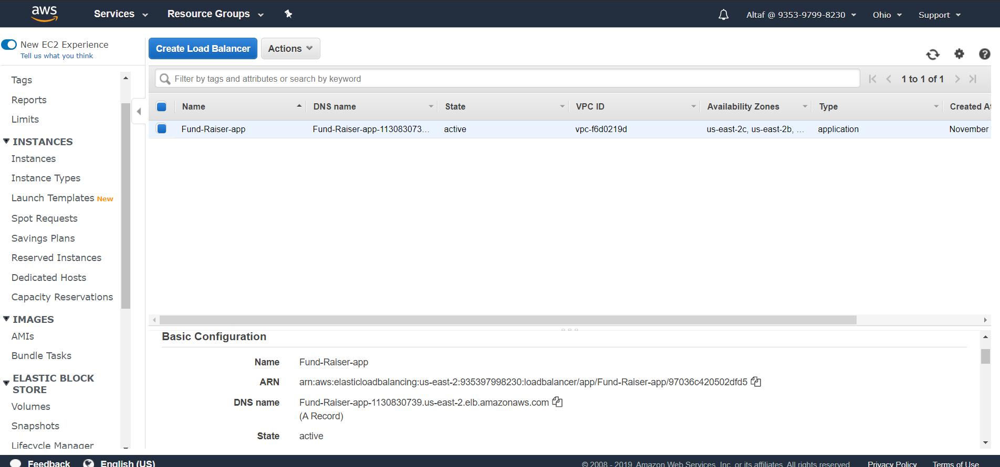 aws
Services
Resource Groups
Altaf @ 9353-9799-8230
Ohio
Support
New EC2 Experience
Tell us what you think
Tags
Reports
Limits
INSTANCES
Instances
Instance Types
Launch Templates New
Spot Requests
Savings Plans
Reserved Instances
Dedicated Hosts
Capacity Reservations
IMAGES
AMIs
Bundle Tasks
ELASTIC BLOCK
STORE
Volumes
Snapshots
Lifecycle Manager
Create Load Balancer
Actions
Filter by tags and attributes or search by keyword
1 to 1 of 1
Name DNS name State VPC ID Availability Zones Type Created At
Fund-Raiser-app Fund-Raiser-app-113083073... active vpc-f6d0219d us-east-2c, us-east-2b, ... application November
Basic Configuration
Name Fund-Raiser-app
ARN arn:aws:elasticloadbalancing:us-east-2:935397998230:loadbalancer/app/Fund-Raiser-app/97036c420502dfd5
DNS name Fund-Raiser-app-1130830739.us-east-2.elb.amazonaws.com
(A Record)
State active
Feedback
English (US)
© 2008 - 2019, Amazon Web Services, Inc. or its affiliates. All rights reserved.
Privacy Policy
Terms of Use